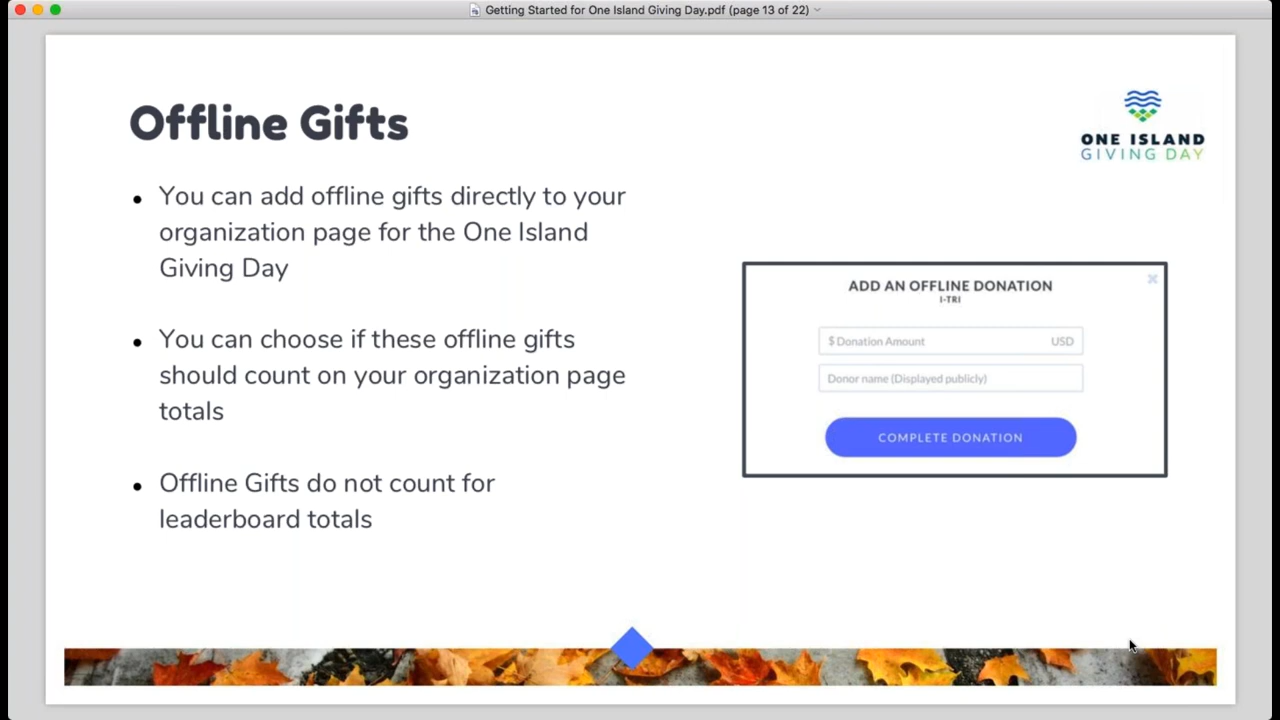 Getting Started for One Island Giving Day.pdf (page 13 of 22)
Offline Gifts
ONE ISLAND
GIVING DAY
• You can add offline gifts directly to your
organization page for the One Island
Giving Day
• You can choose if these offline gifts
should count on your organization page
totals
• Offline Gifts do not count for
leaderboard totals
ADD AN OFFLINE DONATION
I-TRI
$ Donation Amount USD
Donor name (Displayed publicly)
COMPLETE DONATION